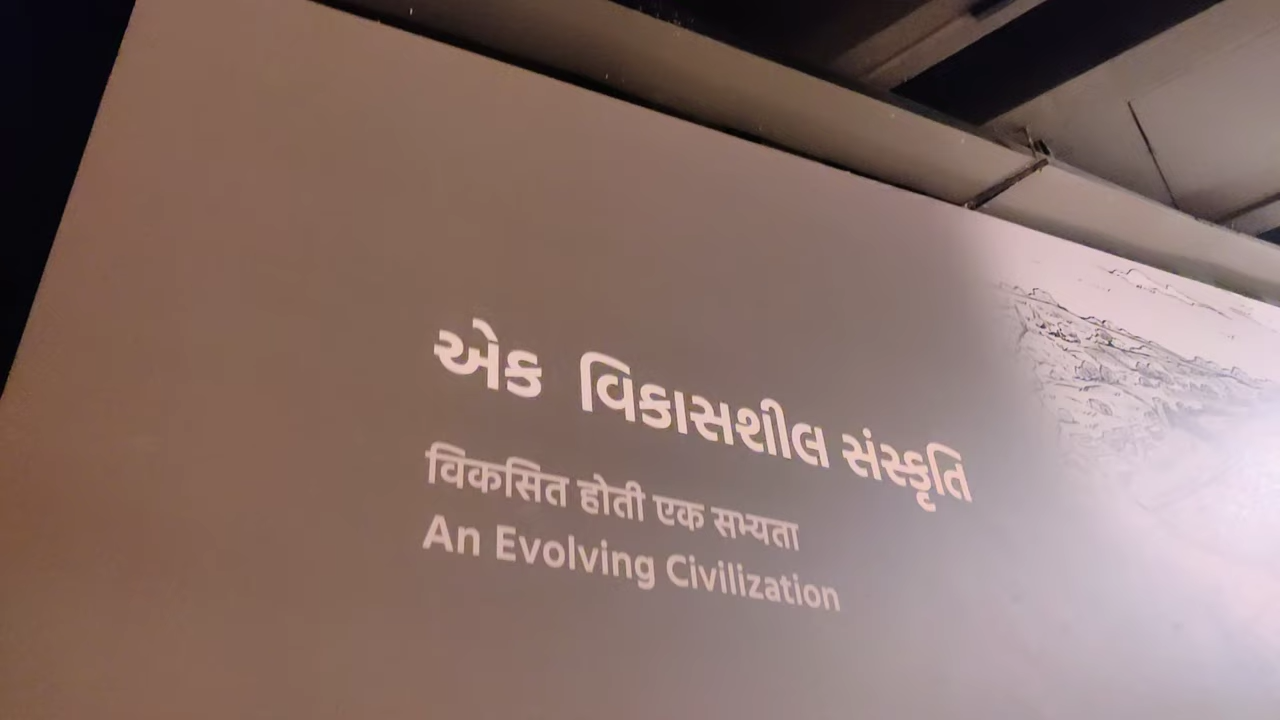 એક વિકાસશીલ સંસ્કૃતિ
विकसित होती एक सभ्यता
An Evolving Civilization